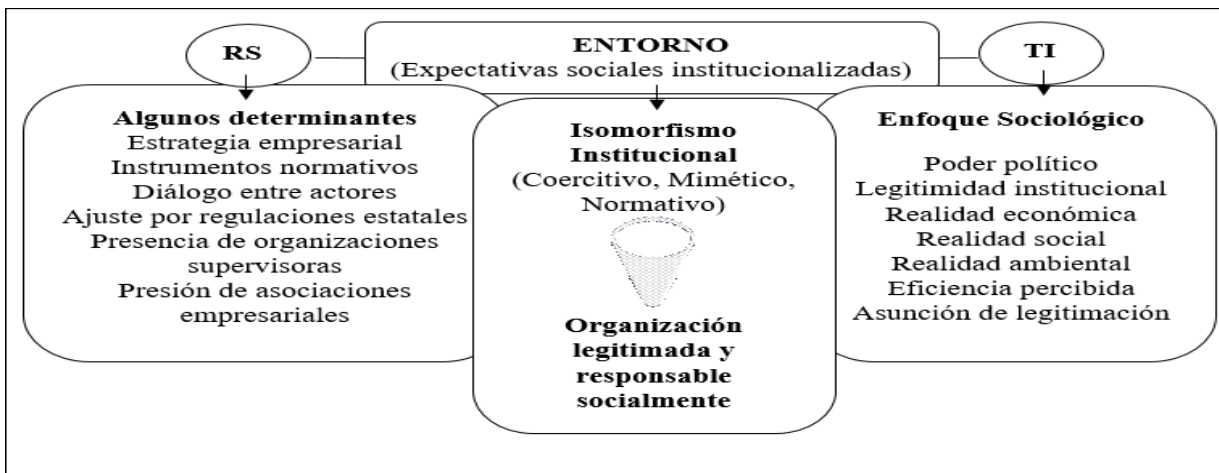 RS
ENTORNO
(Expectativas sociales institucionalizadas)
TI
Algunos determinantes
Estrategia empresarial
Instrumentos normativos
Diálogo entre actores
Ajuste por regulaciones estatales
Presencia de organizaciones
supervisoras
Presión de asociaciones
empresariales
Isomorfismo
Institucional
(Coercitivo, Mimético,
Normativo)
Organización
legitimada y
responsable
socialmente
Enfoque Sociológico
Poder político
Legitimidad institucional
Realidad económica
Realidad social
Realidad ambiental
Eficiencia percibida
Asunción de legitimación